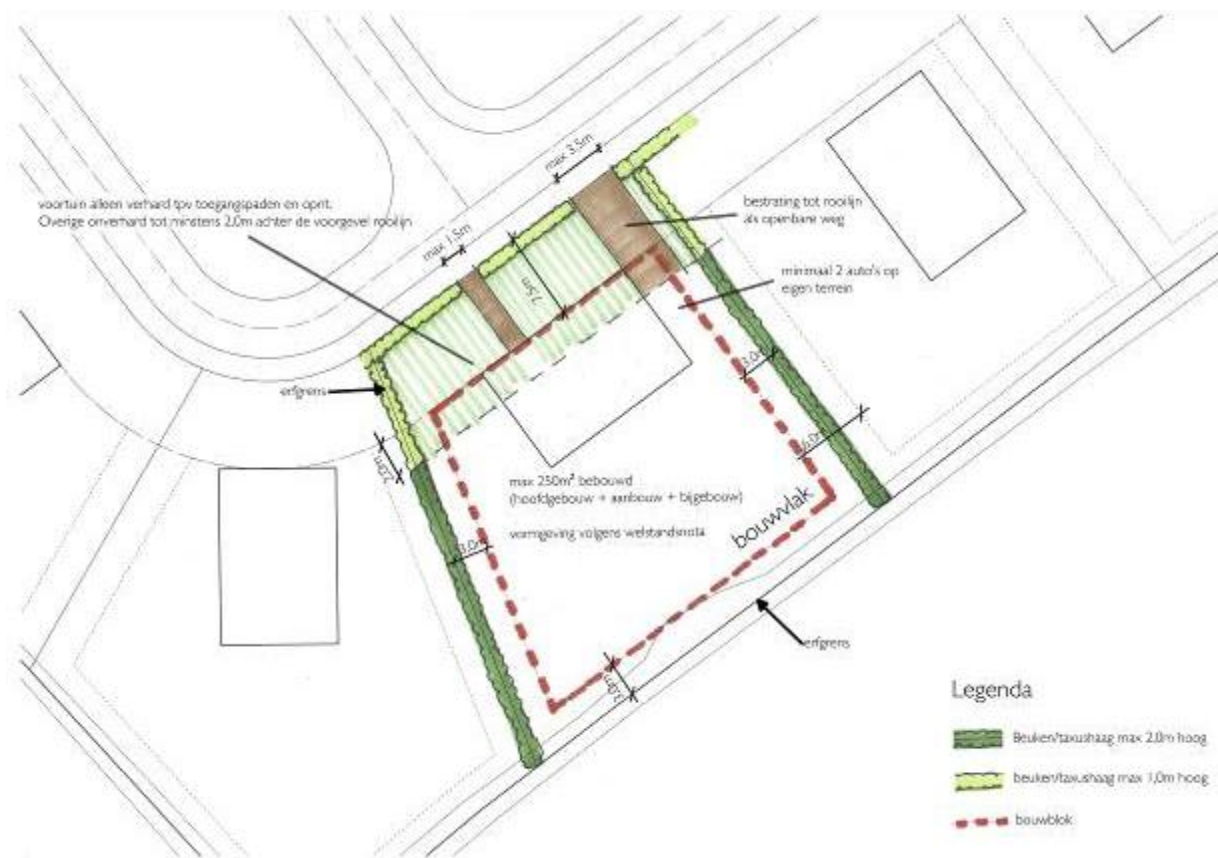 voortuin alleen verhard tpv toegangspaden en oprit.
Overige onverhard tot minstens 2,0m achter de voorgevel rooilijn
max 3,5m
max 1,5m
7,5m
bestrating tot rooilijn
als openbare weg
minimaal 2 auto's op
eigen terrein
erfgrens
2,0m
3,0m
6,0m
max 250m² bebouwd
(hoofdgebouw + aanbouw + bijgebouw)
vormgeving volgens welstandsnota
bouwvlak
3,0m
3,0m
erfgrens
Legenda
Beuken/taxushaag max 2,0m hoog
beuken/taxushaag max 1,0m hoog
bouwblok